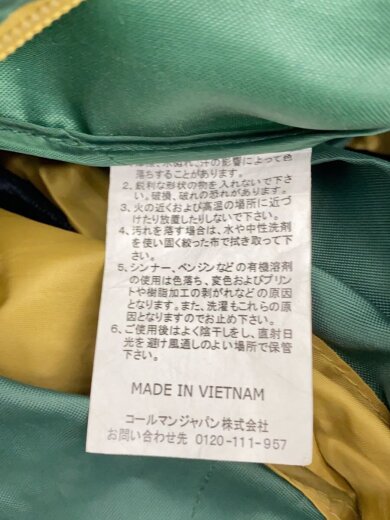 汗の影響によって色
落ちすることがあります。
2. 鋭利な形状の物を入れないで下さ
い。破損、破れの恐れがあります。
3. 火の近くおよび高温の場所に近づ
けたり放置したりしないで下さい。
4. 汚れを落す場合は、水や中性洗剤
を使い固く絞った布で拭き取って下
さい。
5. シンナー、ベンジンなどの有機溶剤
の使用は色落ち、変色およびプリン
トや樹脂加工の剥がれなどの原因
となります。また、洗濯もこれらの原
因となりますのでお止め下さい。
6. ご使用後はよく陰干しをし、直射日
光を避け風通しのよい場所で保管
下さい。
MADE IN VIETNAM
コールマンジャパン株式会社
お問い合わせ先 0120-111-957